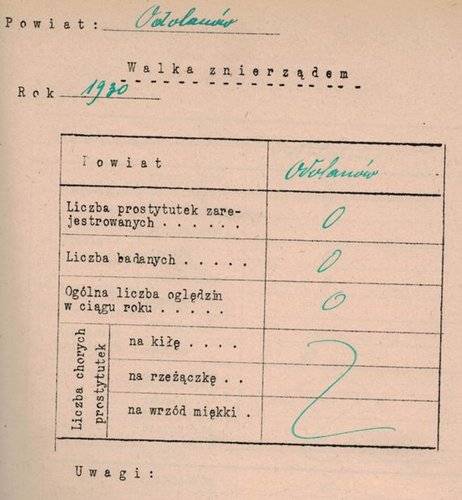 Powiat: Odolanów
Walka znierządem
Rok 1930
Powiat Odolanów
Liczba prostytutek zare-
jestrowanych . . . . . . 0
Liczba badanych . . . . . 0
Ogólna liczba oględzin
w ciągu roku . . . . . 0
Liczba chorych
prostytutek
na kiłę . . . .
na rzeżączkę . .
na wrzód miękki .
Uwagi: